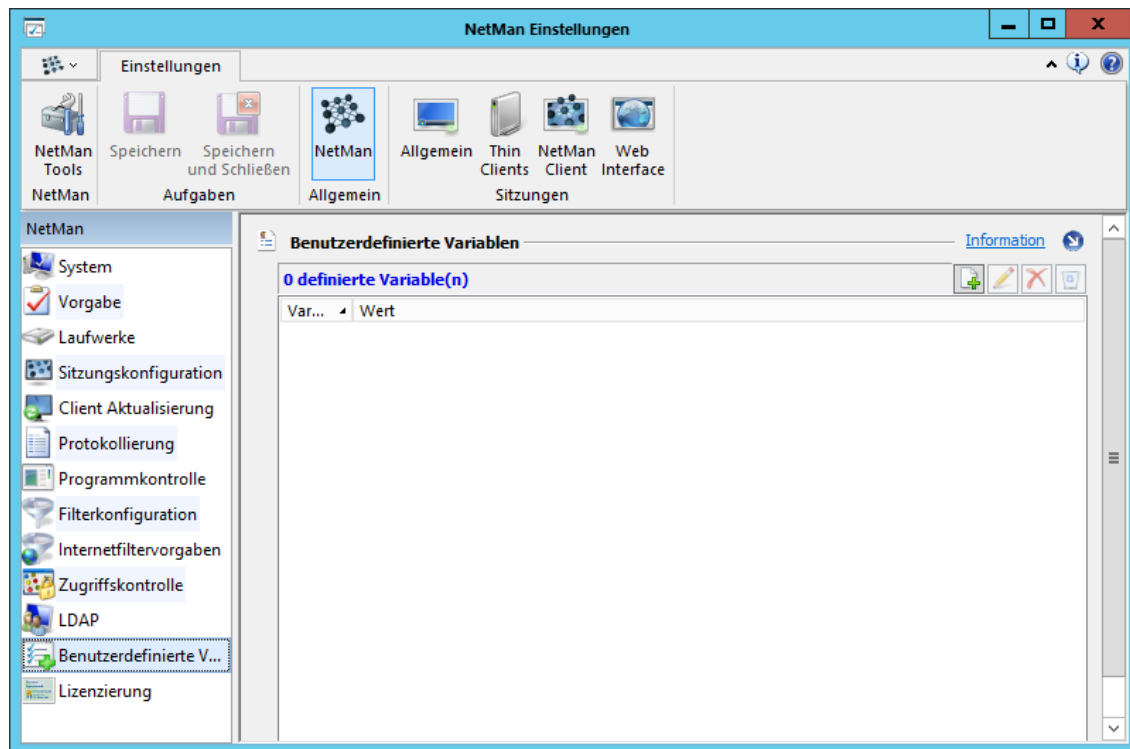 NetMan Einstellungen
Einstellungen
NetMan Tools
Speichern
Speichern und Schließen
NetMan
Allgemein
Thin Clients
NetMan Client
Web Interface
NetMan
Aufgaben
Allgemein
Sitzungen
NetMan
System
Vorgabe
Laufwerke
Sitzungskonfiguration
Client Aktualisierung
Protokollierung
Programmkontrolle
Filterkonfiguration
Internetfiltervorgaben
Zugriffskontrolle
LDAP
Benutzerdefinierte V...
Lizenzierung
Benutzerdefinierte Variablen
Information
0 definierte Variable(n)
Var...
Wert